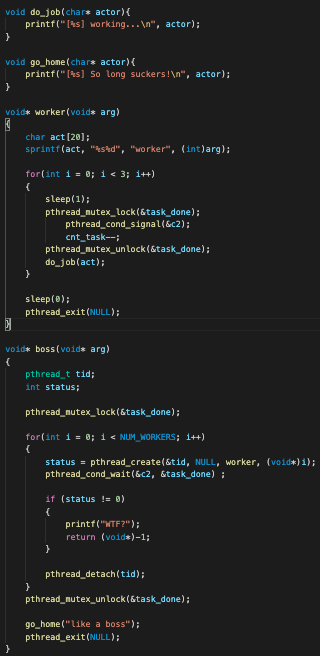 void do_job(char* actor){
    printf("[%s] working...\n", actor);
}

void go_home(char* actor){
    printf("[%s] So long suckers!\n", actor);
}

void* worker(void* arg)
{
    char act[20];
    sprintf(act, "%s%d", "worker", (int)arg);

    for(int i = 0; i < 3; i++)
    {
        sleep(1);
        pthread_mutex_lock(&task_done);
            pthread_cond_signal(&c2);
            cnt_task--;
        pthread_mutex_unlock(&task_done);
        do_job(act);
    }

    sleep(0);
    pthread_exit(NULL);
}

void* boss(void* arg)
{
    pthread_t tid;
    int status;

    pthread_mutex_lock(&task_done);

    for(int i = 0; i < NUM_WORKERS; i++)
    {
        status = pthread_create(&tid, NULL, worker, (void*)i);
        pthread_cond_wait(&c2, &task_done) ;

        if (status != 0)
        {
            printf("WTF?");
            return (void*)-1;
        }

        pthread_detach(tid);
    }
    pthread_mutex_unlock(&task_done);

    go_home("like a boss");
    pthread_exit(NULL);
}